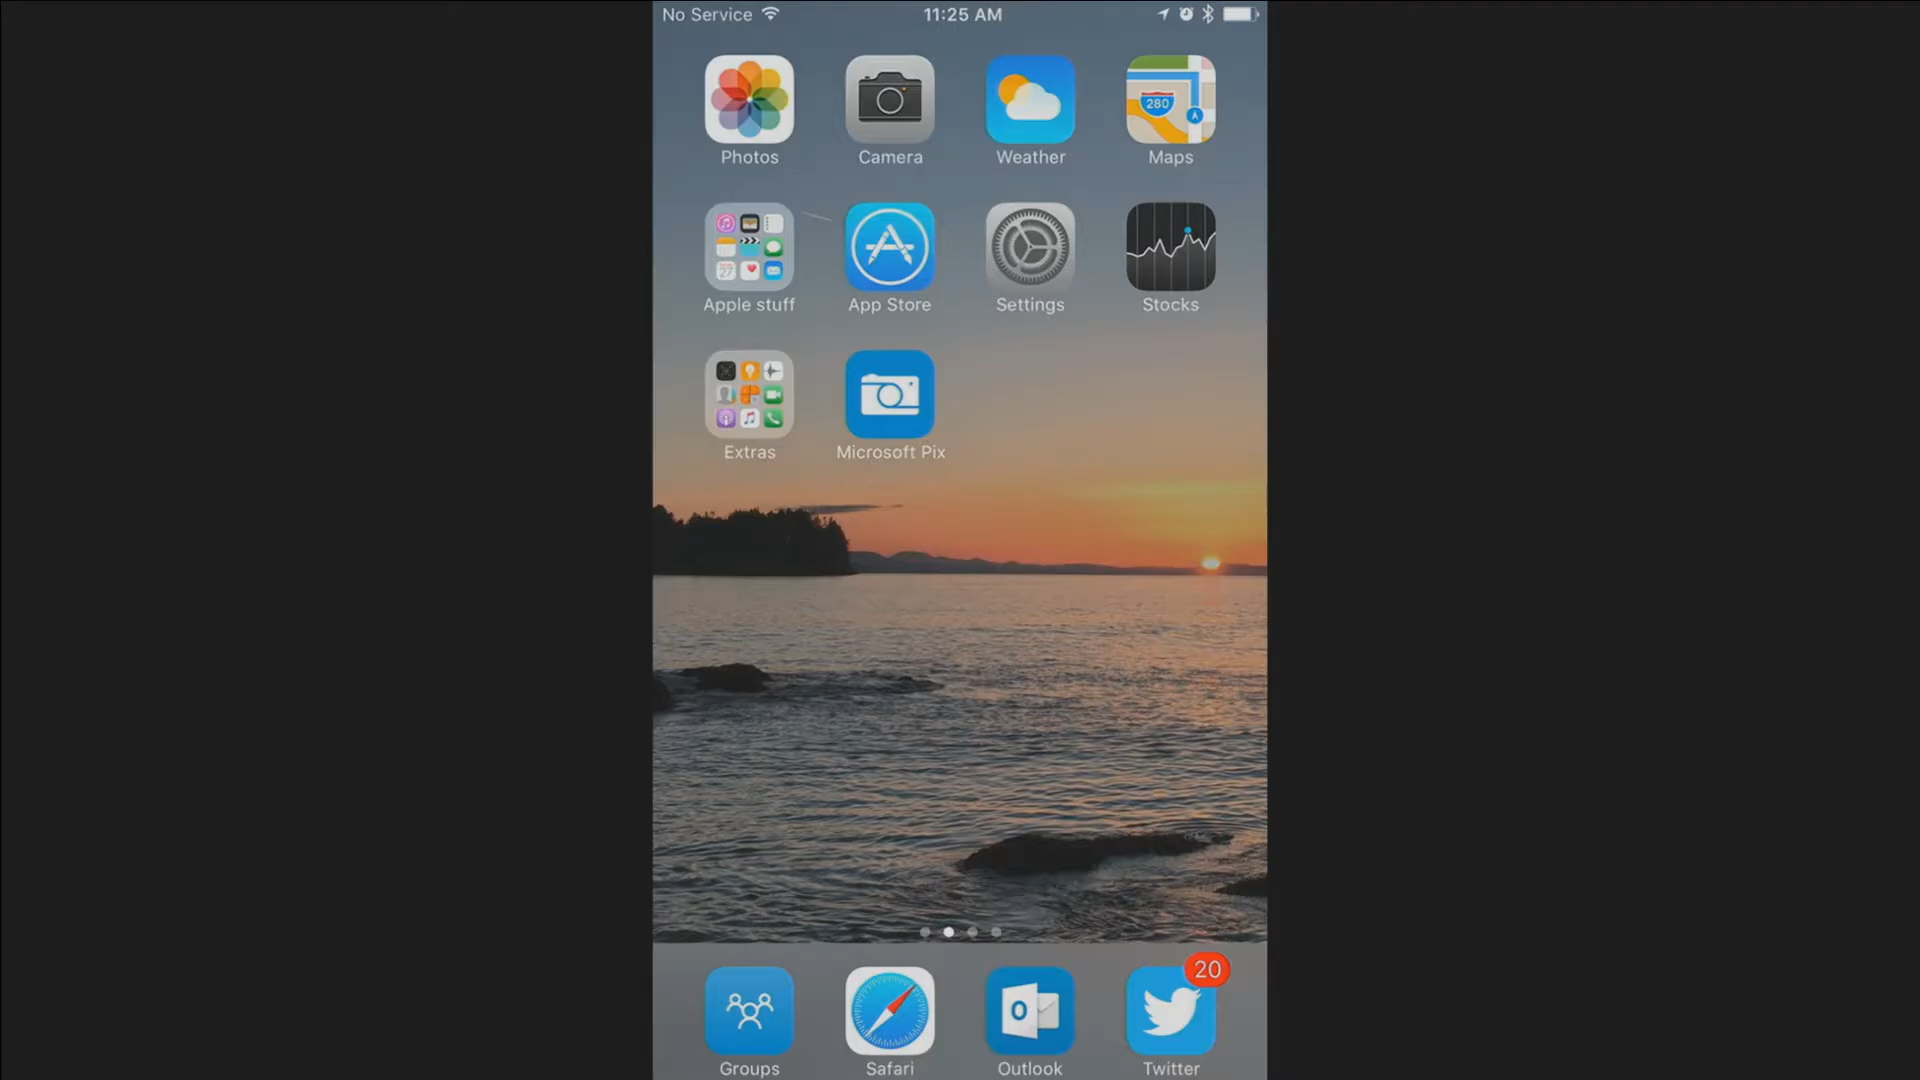 No Service 11:25 AM
Photos Camera Weather Maps
280
Apple stuff App Store Settings Stocks
Extras Microsoft Pix
20
Groups Safari Outlook Twitter